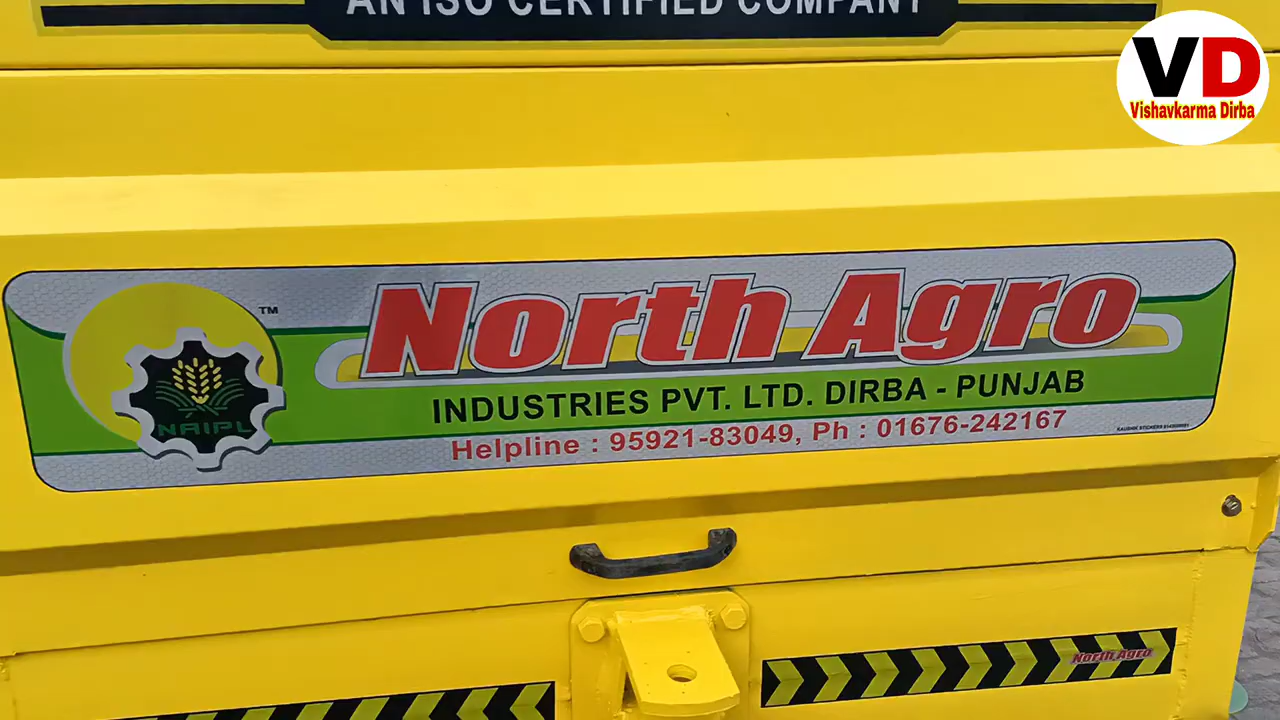 AN ISO CERTIFIED COMPANY
VD
Vishavkarma Dirba
TM
North Agro
INDUSTRIES PVT. LTD. DIRBA - PUNJAB
NAIPL
Helpline : 95921-83049, Ph : 01676-242167
North Agro